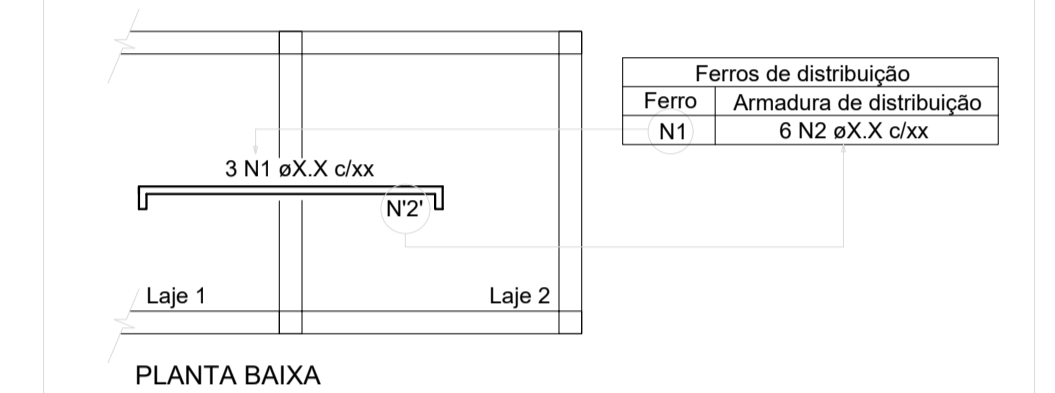 Ferros de distribuição
Ferro Armadura de distribuição
N1 6 N2 øX.X c/xx
3 N1 øX.X c/xx
N'2'
Laje 1 Laje 2
PLANTA BAIXA